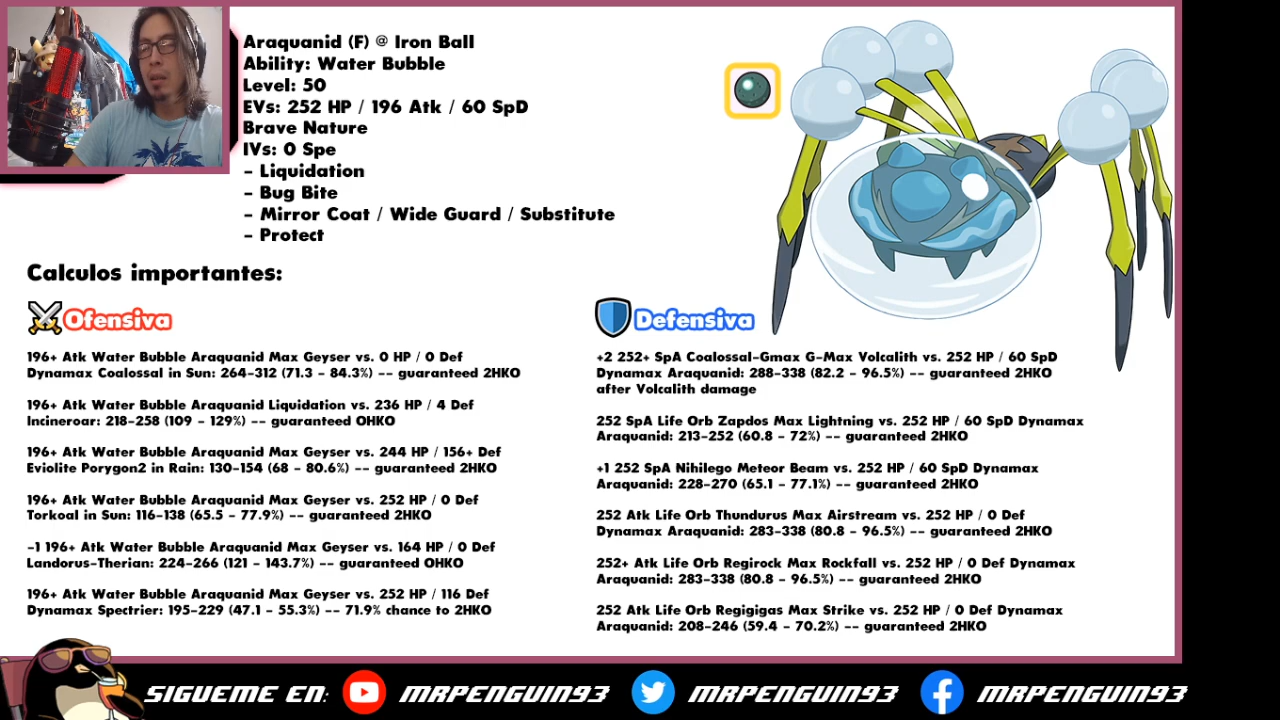 Araquanid (F) @ Iron Ball
Ability: Water Bubble
Level: 50
EVs: 252 HP / 196 Atk / 60 SpD
Brave Nature
IVs: 0 Spe
- Liquidation
- Bug Bite
- Mirror Coat / Wide Guard / Substitute
- Protect
Calculos importantes:
Ofensiva
196+ Atk Water Bubble Araquanid Max Geyser vs. 0 HP / 0 Def
Dynamax Coalossal in Sun: 264-312 (71.3 - 84.3%) -- guaranteed 2HKO
196+ Atk Water Bubble Araquanid Liquidation vs. 236 HP / 4 Def
Incineroar: 218-258 (109 - 129%) -- guaranteed OHKO
196+ Atk Water Bubble Araquanid Max Geyser vs. 244 HP / 156+ Def
Eviolite Porygon2 in Rain: 130-154 (68 - 80.6%) -- guaranteed 2HKO
196+ Atk Water Bubble Araquanid Max Geyser vs. 252 HP / 0 Def
Torkoal in Sun: 116-138 (65.5 - 77.9%) -- guaranteed 2HKO
-1 196+ Atk Water Bubble Araquanid Max Geyser vs. 164 HP / 0 Def
Landorus-Therian: 224-266 (121 - 143.7%) -- guaranteed OHKO
196+ Atk Water Bubble Araquanid Max Geyser vs. 252 HP / 116 Def
Dynamax Spectrier: 195-229 (47.1 - 55.3%) -- 71.9% chance to 2HKO
Defensiva
+2 252+ SpA Coalossal-Gmax G-Max Volcalith vs. 252 HP / 60 SpD
Dynamax Araquanid: 288-338 (82.2 - 96.5%) -- guaranteed 2HKO
after Volcalith damage
252 SpA Life Orb Zapdos Max Lightning vs. 252 HP / 60 SpD Dynamax
Araquanid: 213-252 (60.8 - 72%) -- guaranteed 2HKO
+1 252 SpA Nihilego Meteor Beam vs. 252 HP / 60 SpD Dynamax
Araquanid: 228-270 (65.1 - 77.1%) -- guaranteed 2HKO
252 Atk Life Orb Thundurus Max Airstream vs. 252 HP / 0 Def
Dynamax Araquanid: 283-338 (80.8 - 96.5%) -- guaranteed 2HKO
252+ Atk Life Orb Regirock Max Rockfall vs. 252 HP / 0 Def Dynamax
Araquanid: 283-338 (80.8 - 96.5%) -- guaranteed 2HKO
252 Atk Life Orb Regigigas Max Strike vs. 252 HP / 0 Def Dynamax
Araquanid: 208-246 (59.4 - 70.2%) -- guaranteed 2HKO
SIGUEME EN: MRPENGUIN93 MRPENGUIN93 MRPENGUIN93